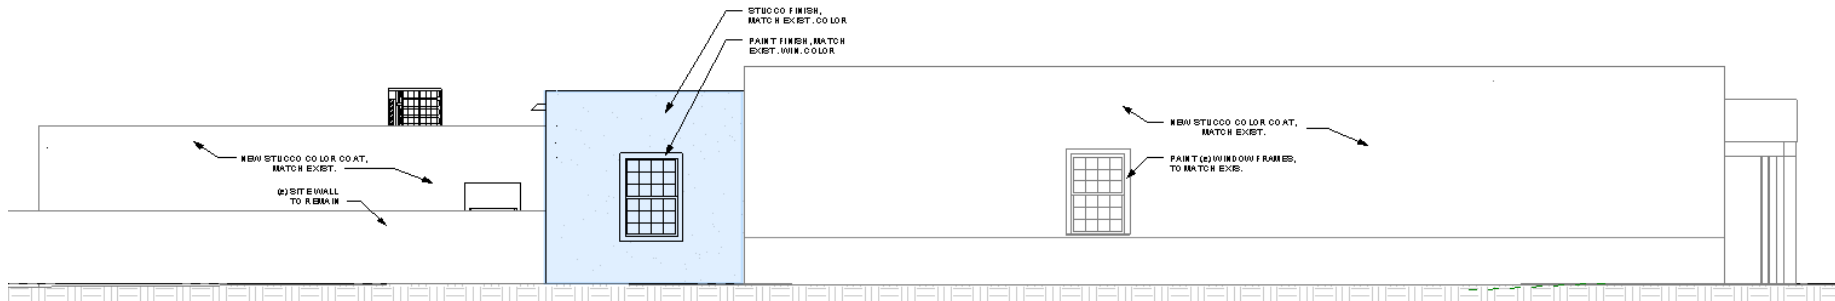 STUCCO FINISH,
MATCH EXIST. COLOR
PAINT FINISH, MATCH
EXIST. WIN. COLOR
NEW STUCCO COLOR COAT,
MATCH EXIST.
(e) SITE WALL
TO REMAIN
NEW STUCCO COLOR COAT,
MATCH EXIST.
PAINT (e) WINDOW FRAMES,
TO MATCH EXIS.